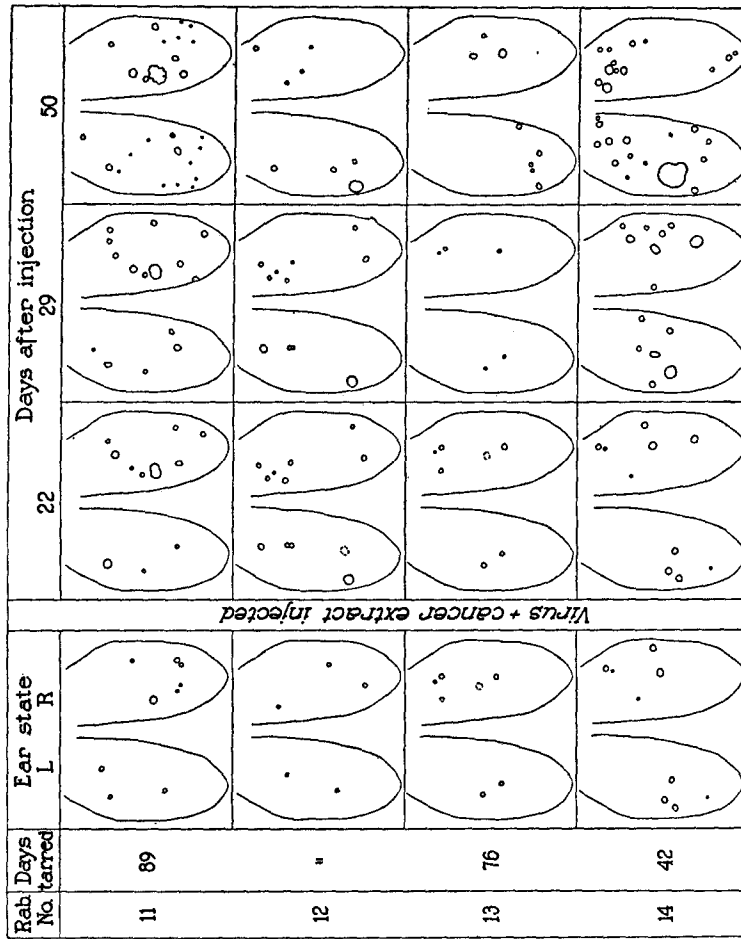 Rab. No.
Days tarred
Ear state
L R
Virus + cancer extract injected
Days after injection
22 29 50
11 89
12 "
13 76
14 42